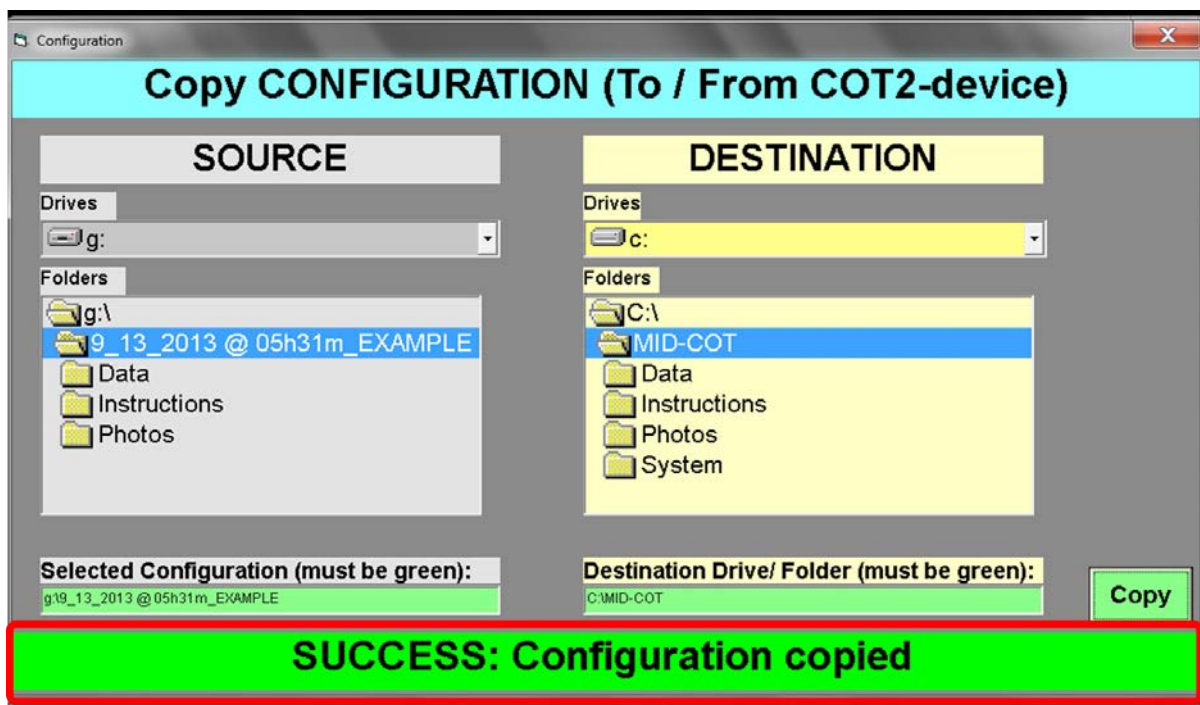 Configuration
X
Copy CONFIGURATION (To / From COT2-device)
SOURCE
Drives
g:
Folders
g:\
9_13_2013 @ 05h31m_EXAMPLE
Data
Instructions
Photos
Selected Configuration (must be green):
g:\9_13_2013 @ 05h31m_EXAMPLE
DESTINATION
Drives
c:
Folders
C:\
MID-COT
Data
Instructions
Photos
System
Destination Drive/ Folder (must be green):
C:\MID-COT
Copy
SUCCESS: Configuration copied